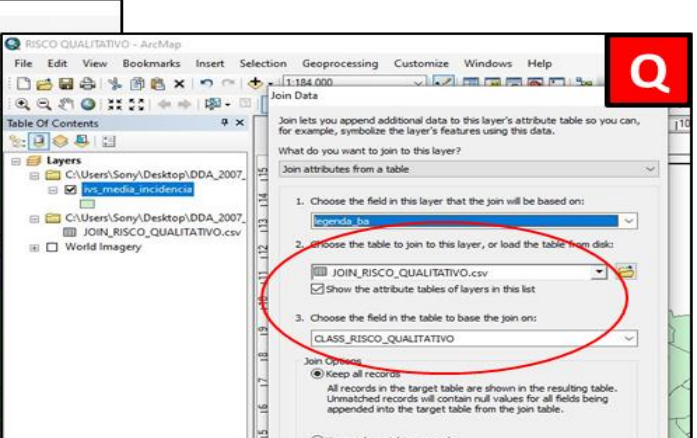 RISCO QUALITATIVO - ArcMap
File Edit View Bookmarks Insert Selection Geoprocessing Customize Windows Help
Q
1:184.000
Table Of Contents
Layers
C:\Users\Sony\Desktop\DDA_2007_
ivs_media_incidencia
C:\Users\Sony\Desktop\DDA_2007_
JOIN_RISCO_QUALITATIVO.csv
World Imagery
Join Data
Join lets you append additional data to this layer's attribute table so you can,
for example, symbolize the layer's features using this data.
What do you want to join to this layer?
Join attributes from a table
1. Choose the field in this layer that the join will be based on:
legenda_ba
2. Choose the table to join to this layer, or load the table from disk:
JOIN_RISCO_QUALITATIVO.csv
Show the attribute tables of layers in this list
3. Choose the field in the table to base the join on:
CLASS_RISCO_QUALITATIVO
Join Options
Keep all records
All records in the target table are shown in the resulting table.
Unmatched records will contain null values for all fields being
appended into the target table from the join table.